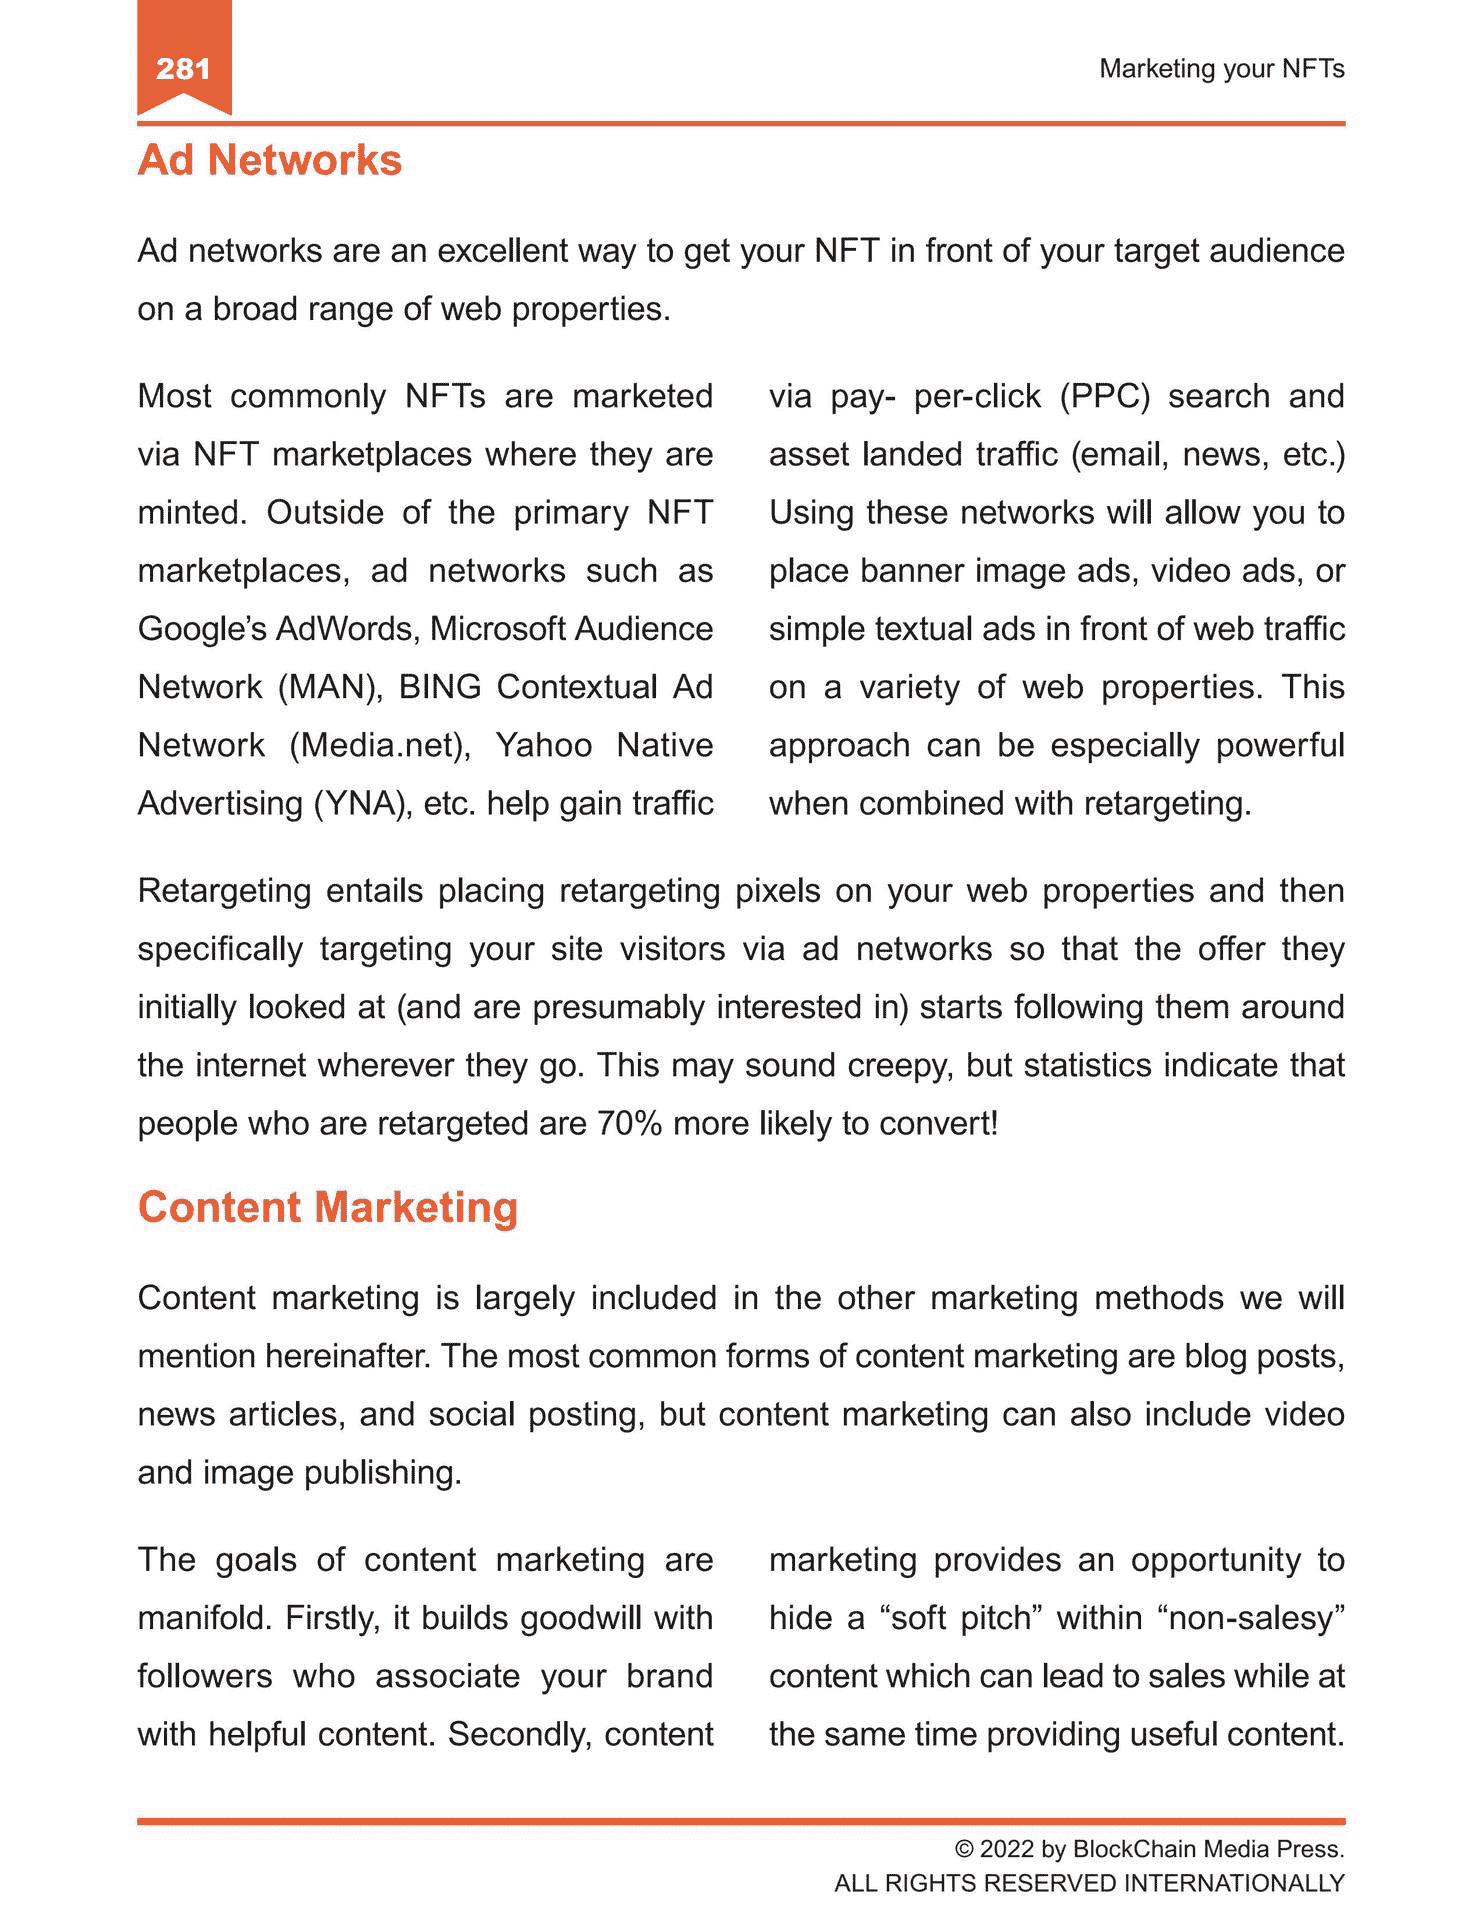 281
Marketing your NFTs
Ad Networks
Ad networks are an excellent way to get your NFT in front of your target audience
on a broad range of web properties.
Most commonly NFTs are marketed
via NFT marketplaces where they are
minted. Outside of the primary NFT
marketplaces, ad networks such as
Google’s AdWords, Microsoft Audience
Network (MAN), BING Contextual Ad
Network (Media.net), Yahoo Native
Advertising (YNA), etc. help gain traffic
via pay- per-click (PPC) search and
asset landed traffic (email, news, etc.)
Using these networks will allow you to
place banner image ads, video ads, or
simple textual ads in front of web traffic
on a variety of web properties. This
approach can be especially powerful
when combined with retargeting.
Retargeting entails placing retargeting pixels on your web properties and then
specifically targeting your site visitors via ad networks so that the offer they
initially looked at (and are presumably interested in) starts following them around
the internet wherever they go. This may sound creepy, but statistics indicate that
people who are retargeted are 70% more likely to convert!
Content Marketing
Content marketing is largely included in the other marketing methods we will
mention hereinafter. The most common forms of content marketing are blog posts,
news articles, and social posting, but content marketing can also include video
and image publishing.
The goals of content marketing are
manifold. Firstly, it builds goodwill with
followers who associate your brand
with helpful content. Secondly, content
marketing provides an opportunity to
hide a “soft pitch” within “non-salesy”
content which can lead to sales while at
the same time providing useful content.
© 2022 by BlockChain Media Press.
ALL RIGHTS RESERVED INTERNATIONALLY